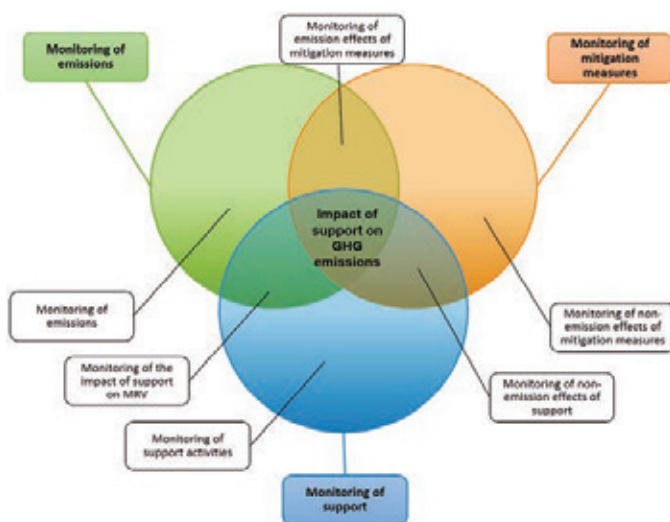 Monitoring of
emission effects of
mitigation measures
Monitoring of
emissions
Monitoring of
mitigation
measures
Impact of
support on
GHG
emissions
Monitoring of
emissions
Monitoring of non-
emission effects of
mitigation measures
Monitoring of the
impact of support
on MRV
Monitoring of non-
emission effects of
support
Monitoring of
support activities
Monitoring of
support